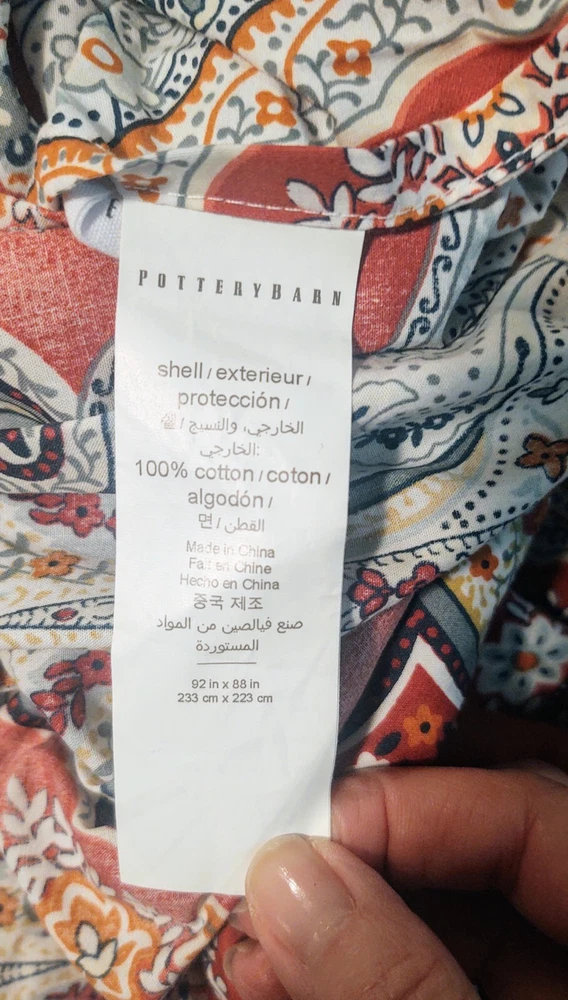 POTTERYBARN
shell / exterieur /
protección /
겉 / الخارجي، والنسيج
الخارجي:
100% cotton / coton /
algodón /
면 / القطن
Made in China
Fait en Chine
Hecho en China
중국 제조
صنع فيالصين من المواد
المستوردة
92 in x 88 in
233 cm x 223 cm